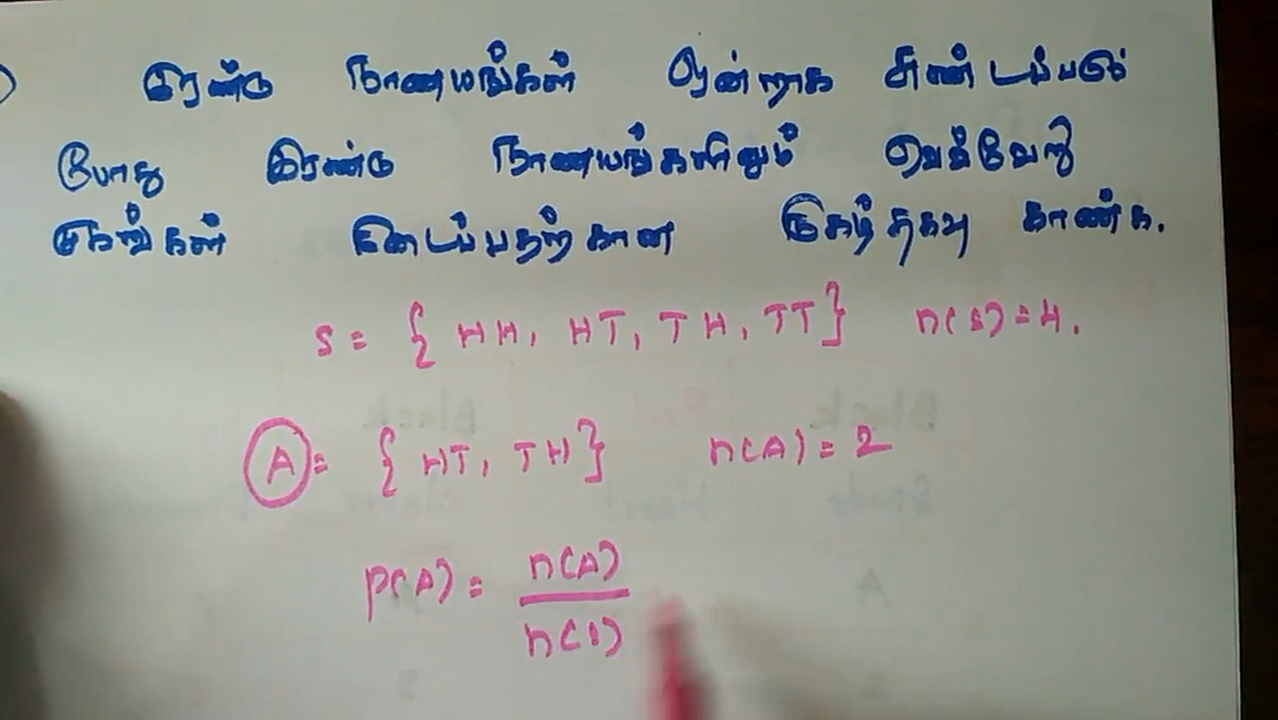 இரண்டு நாணயங்கள் ஒன்றாக சுண்டப்படும்
போது இரண்டு நாணயங்களிலும் வெவ்வேறு
முகங்கள் கிடைப்பதற்கான நிகழ்தகவு காண்க.
S = { HH, HT, TH, TT} n(S) = 4.
A = { HT, TH} n(A) = 2
P(A) = n(A)
n(S)